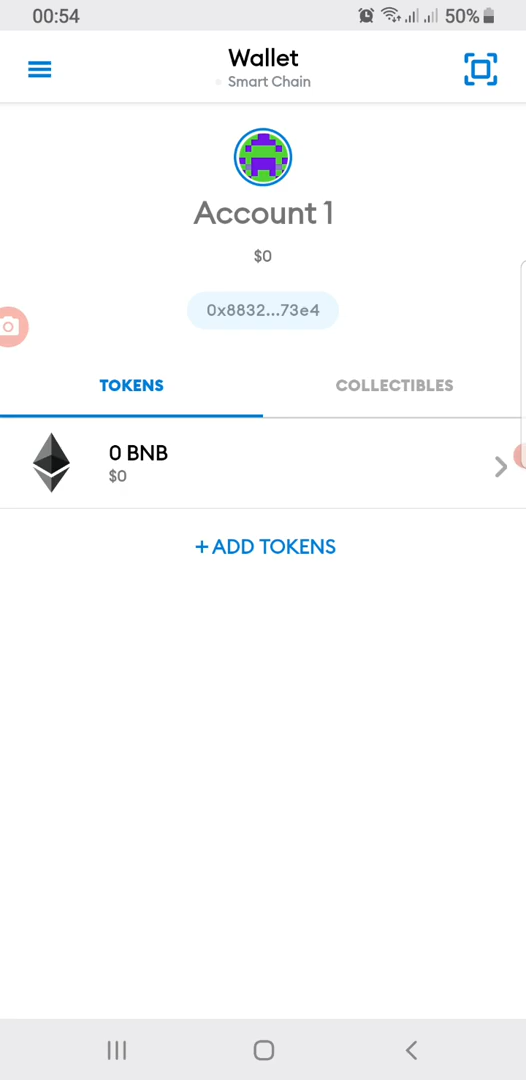 00:54
50%
Wallet
Smart Chain
Account 1
$0
0x8832...73e4
TOKENS
COLLECTIBLES
0 BNB
$0
+ ADD TOKENS